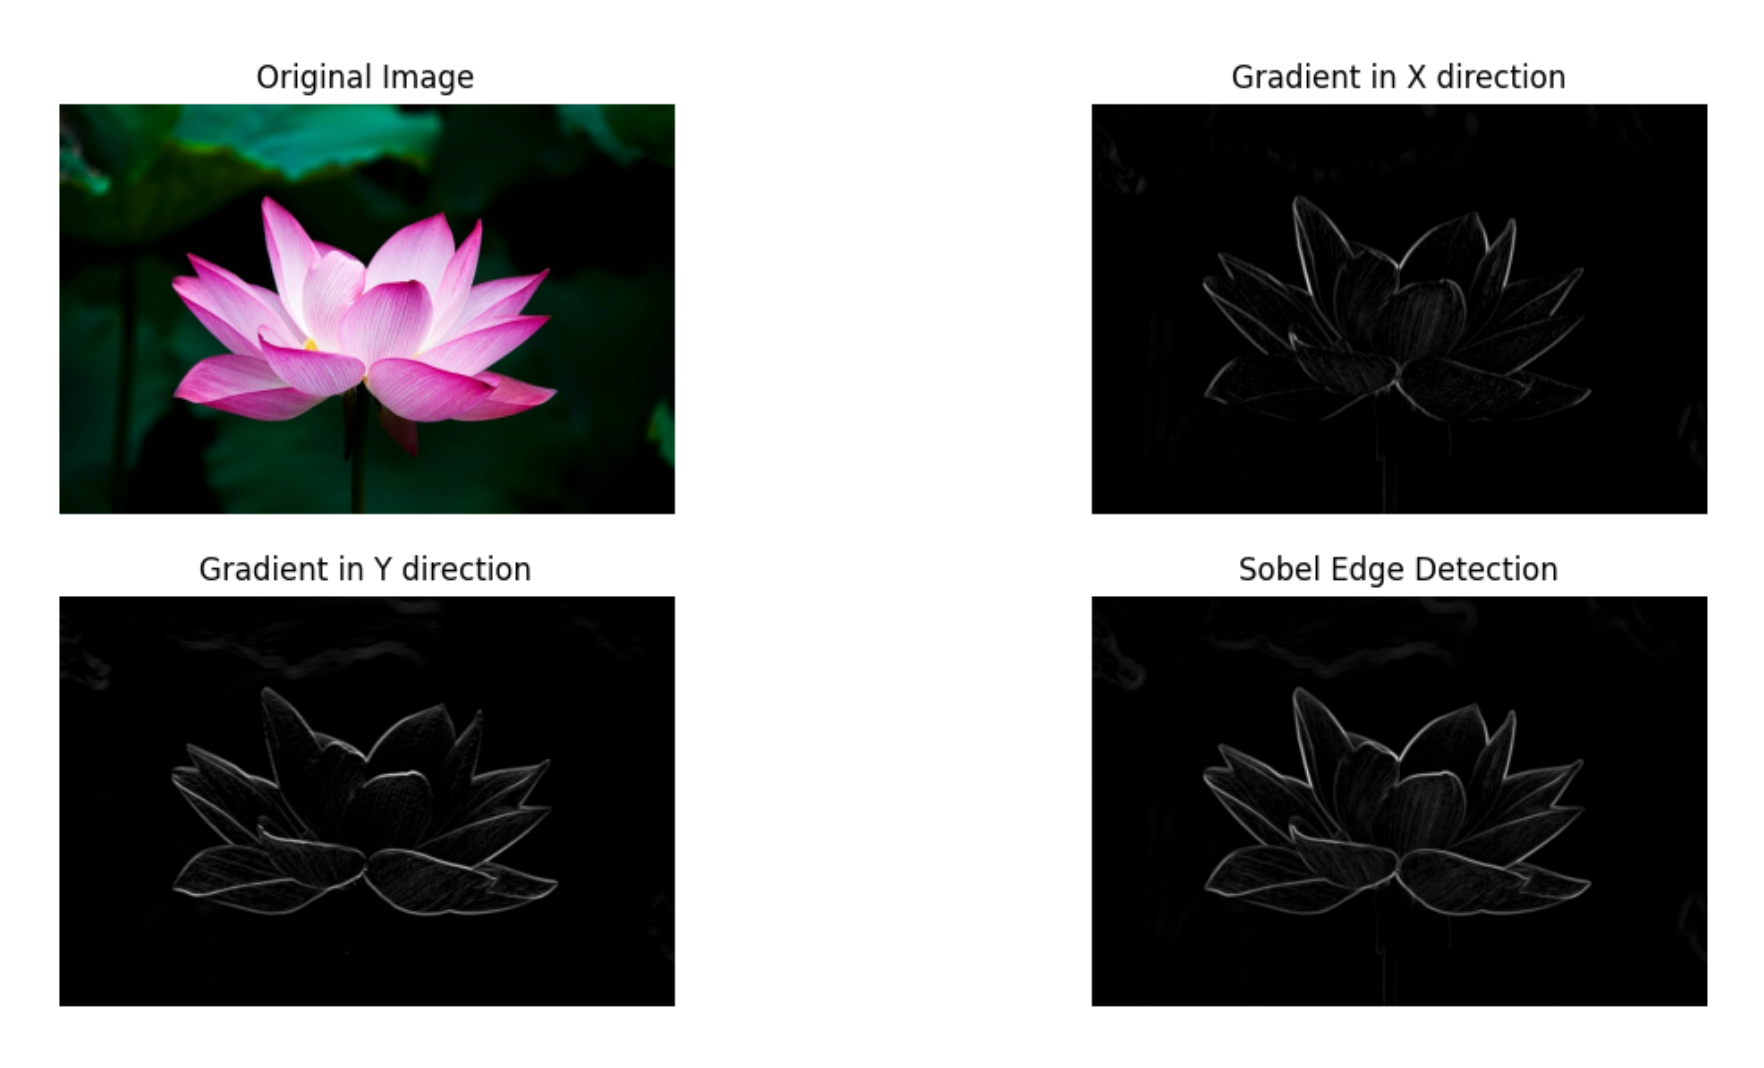 Original Image
Gradient in X direction
Gradient in Y direction
Sobel Edge Detection